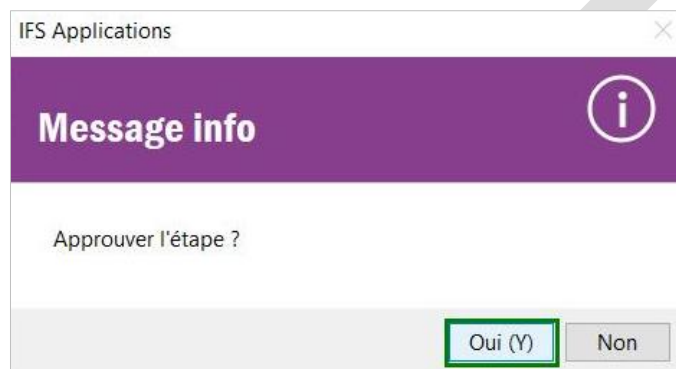 IFS Applications
Message info
Approuver l'étape ?
Oui (Y) Non